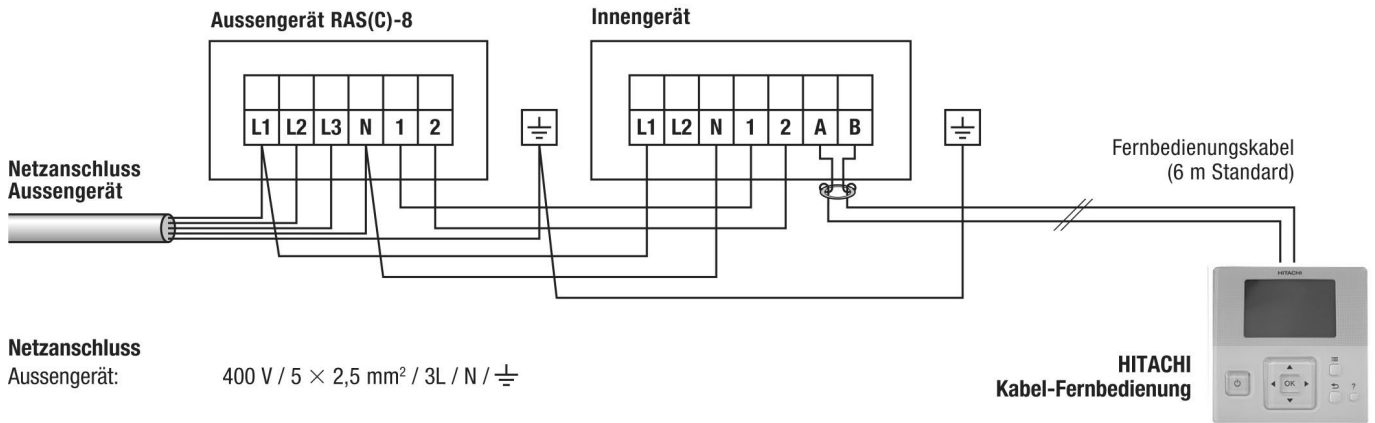 Aussengerät RAS(C)-8
Innengerät
L1 L2 L3 N 1 2
L1 L2 N 1 2 A B
Netzanschluss
Aussengerät
Fernbedienungskabel
(6 m Standard)
HITACHI
OK
?
Netzanschluss
Aussengerät: 400 V / 5 × 2,5 mm² / 3L / N / ⏚
HITACHI
Kabel-Fernbedienung